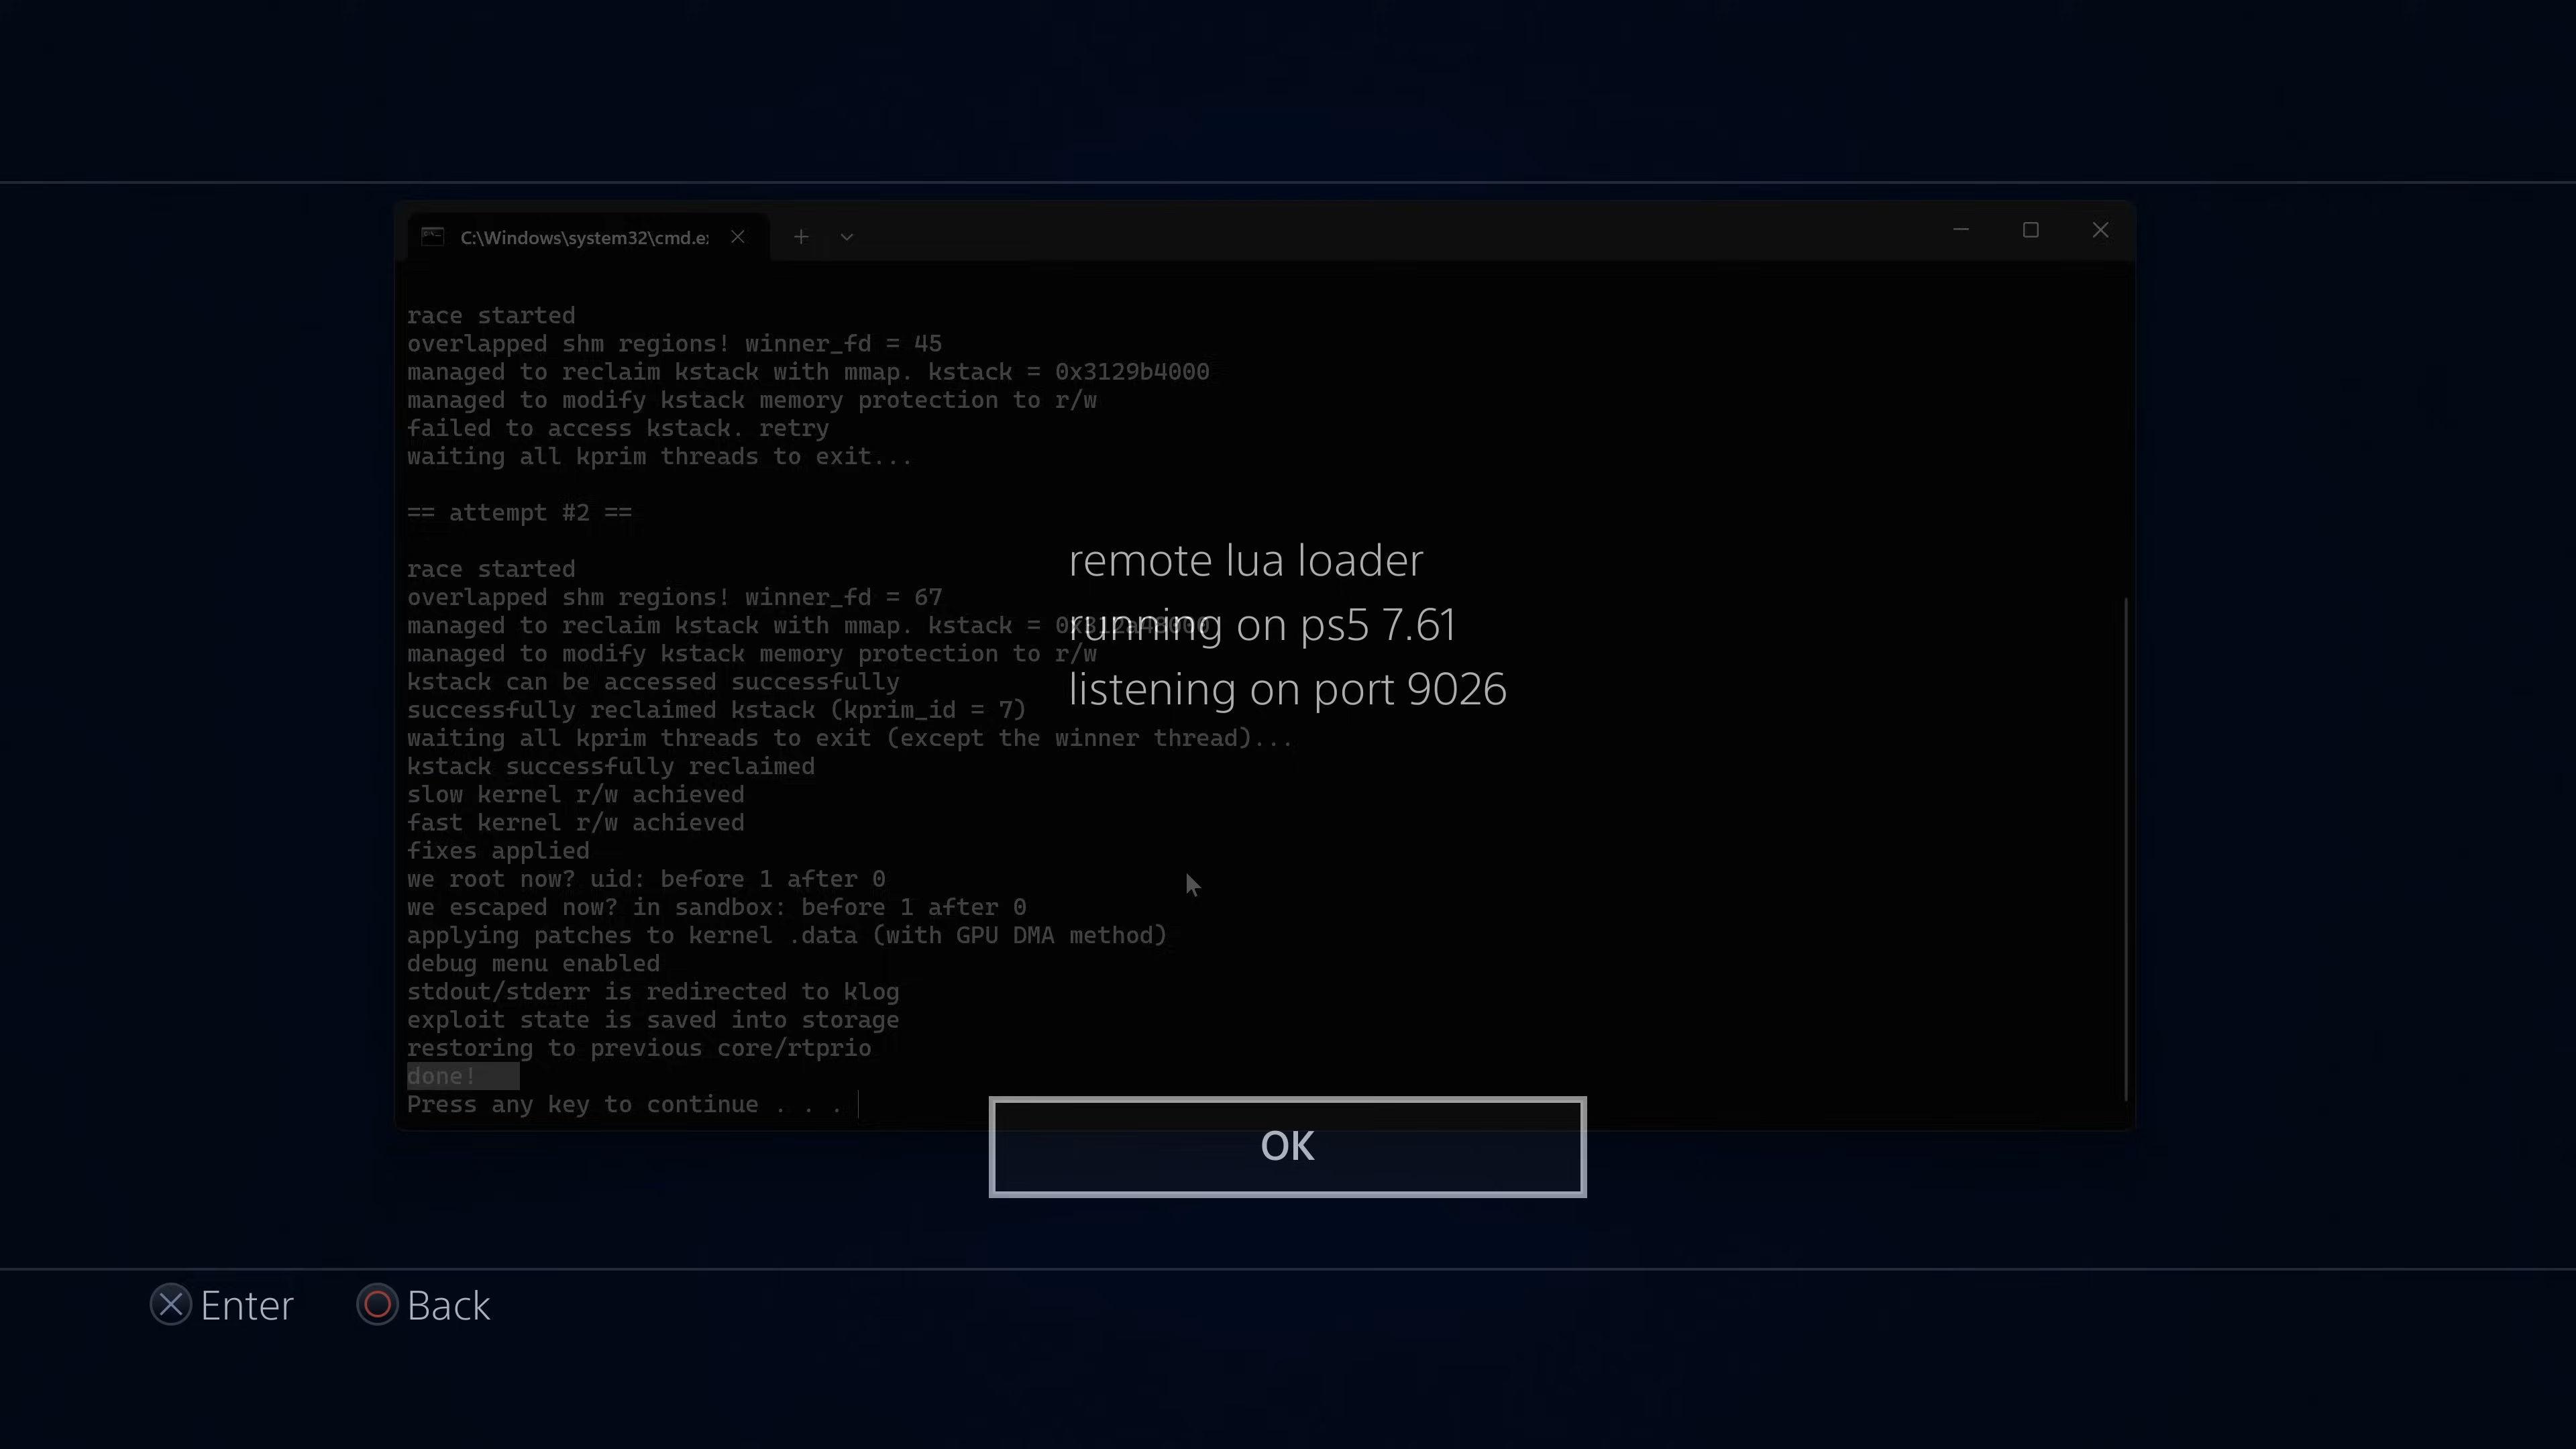 C:\Windows\system32\cmd.e
race started
overlapped shm regions! winner_fd = 45
managed to reclaim kstack with mmap. kstack = 0x3129b4000
managed to modify kstack memory protection to r/w
failed to access kstack. retry
waiting all kprim threads to exit...
== attempt #2 ==
race started
overlapped shm regions! winner_fd = 67
managed to reclaim kstack with mmap. kstack =
managed to modify kstack memory protection to r/w
kstack can be accessed successfully
successfully reclaimed kstack (kprim_id = 7)
waiting all kprim threads to exit (except the winner thread)...
kstack successfully reclaimed
slow kernel r/w achieved
fast kernel r/w achieved
fixes applied
we root now? uid: before 1 after 0
we escaped now? in sandbox: before 1 after 0
applying patches to kernel .data (with GPU DMA method)
debug menu enabled
stdout/stderr is redirected to klog
exploit state is saved into storage
restoring to previous core/rtprio
done!
Press any key to continue . . .
remote lua loader
running on ps5 7.61
listening on port 9026
OK
Enter
Back